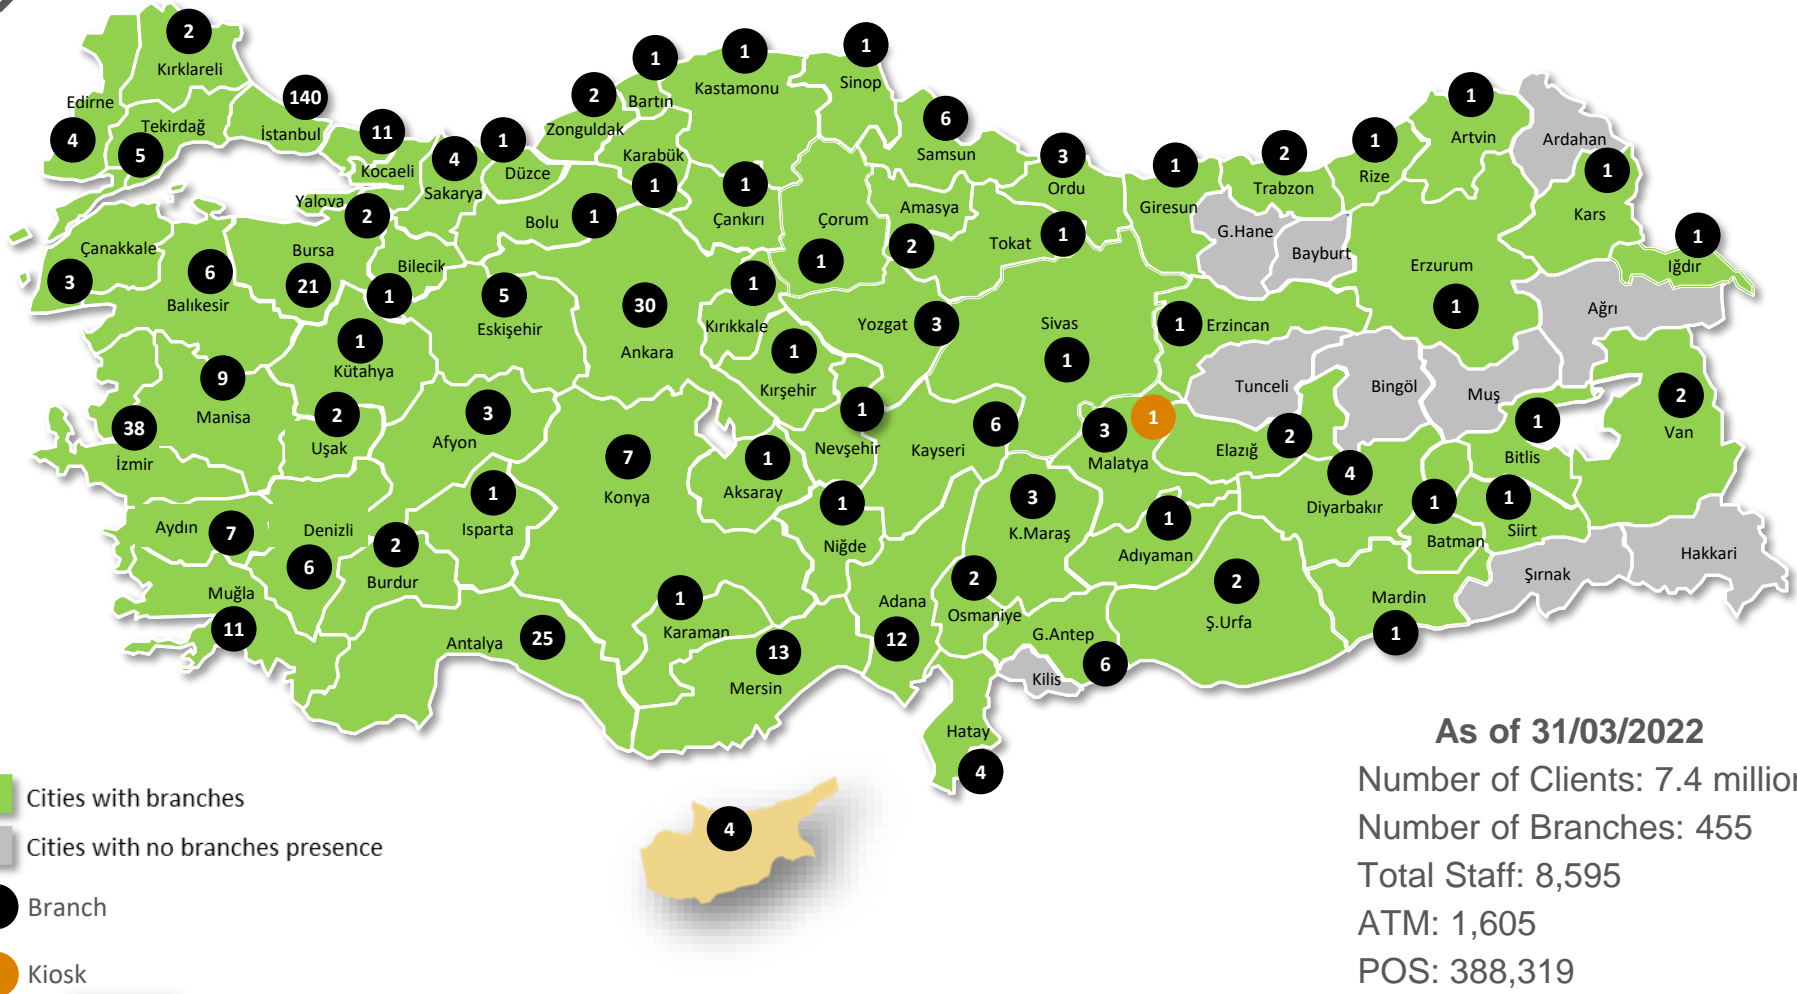 2
Kırklareli
Edirne
4
Tekirdağ
5
140
İstanbul
11
Kocaeli
4
Sakarya
1
Düzce
2
Zonguldak
1
Bartın
1
Kastamonu
1
Sinop
Karabük
1
1
Çankırı
6
Samsun
3
Ordu
1
Giresun
2
Trabzon
1
Rize
1
Artvin
Ardahan
1
Kars
1
Iğdır
Yalova
2
Bolu
1
Çorum
1
Amasya
2
Tokat
1
G.Hane
Bayburt
Erzurum
1
Ağrı
Çanakkale
3
6
Balıkesir
Bursa
21
Bilecik
1
5
Eskişehir
30
Ankara
1
Kırıkkale
1
Kırşehir
Yozgat
3
Sivas
1
1
Erzincan
Tunceli
Bingöl
Muş
2
Van
1
Kütahya
9
Manisa
38
İzmir
2
Uşak
3
Afyon
7
Konya
1
Aksaray
1
Nevşehir
6
Kayseri
3
Malatya
1
2
Elazığ
4
Diyarbakır
1
Bitlis
1
Batman
1
Siirt
Aydın
7
Denizli
6
1
Isparta
2
Burdur
1
Niğde
3
K.Maraş
1
Adıyaman
Hakkari
Şırnak
Muğla
11
Antalya
25
1
Karaman
13
Mersin
Adana
12
2
Osmaniye
G.Antep
6
2
Ş.Urfa
Mardin
1
Kilis
Hatay
4
4
Cities with branches
Cities with no branches presence
Branch
Kiosk
As of 31/03/2022
Number of Clients: 7.4 million
Number of Branches: 455
Total Staff: 8,595
ATM: 1,605
POS: 388,319